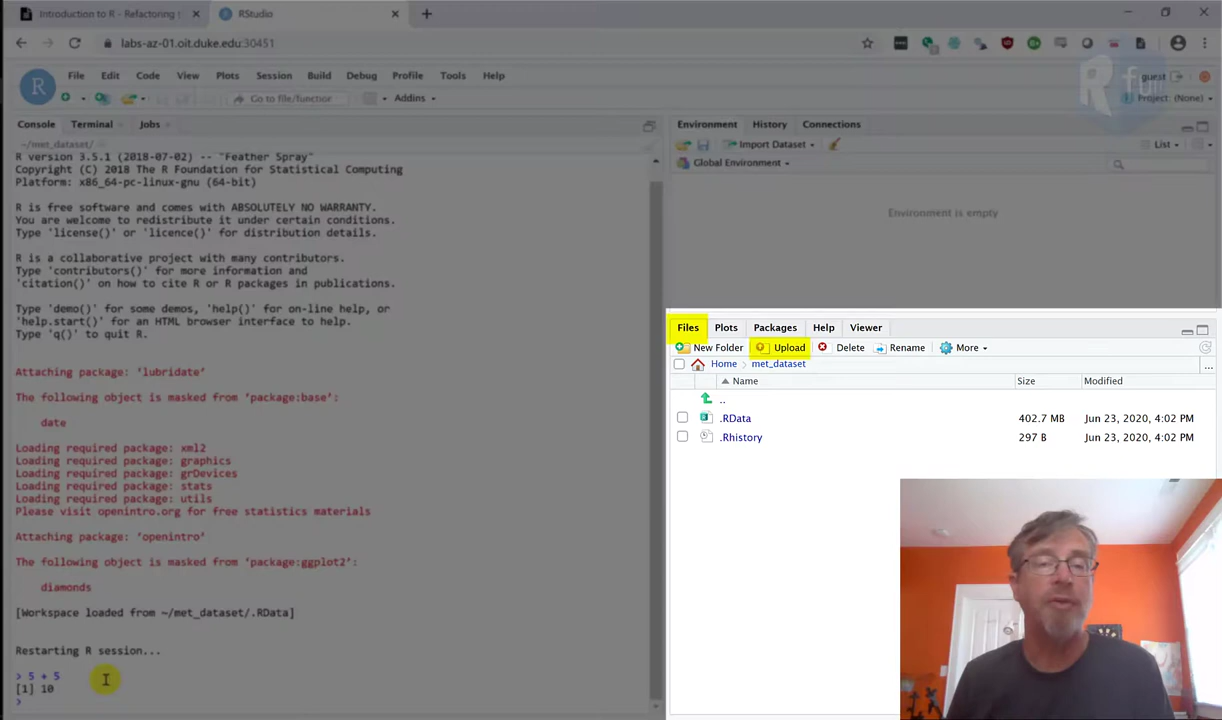 Introduction to R - Refactoring
RStudio
labs-az-01.oit.duke.edu:30451
File Edit Code View Plots Session Build Debug Profile Tools Help
guest
Go to file/function
Addins
Project: (None)
Console Terminal Jobs
Environment History Connections
~/met_dataset/
Import Dataset
List
Global Environment
R version 3.5.1 (2018-07-02) -- "Feather Spray"
Copyright (C) 2018 The R Foundation for Statistical Computing
Platform: x86_64-pc-linux-gnu (64-bit)
Environment is empty
R is free software and comes with ABSOLUTELY NO WARRANTY.
You are welcome to redistribute it under certain conditions.
Type 'license()' or 'licence()' for distribution details.
R is a collaborative project with many contributors.
Type 'contributors()' for more information and
'citation()' on how to cite R or R packages in publications.
Type 'demo()' for some demos, 'help()' for on-line help, or
'help.start()' for an HTML browser interface to help.
Type 'q()' to quit R.
Attaching package: ‘lubridate’
The following object is masked from ‘package:base’:
date
Loading required package: xml2
Loading required package: graphics
Loading required package: grDevices
Loading required package: stats
Loading required package: utils
Please visit openintro.org for free statistics materials
Attaching package: ‘openintro’
The following object is masked from ‘package:ggplot2’:
diamonds
[Workspace loaded from ~/met_dataset/.RData]
Restarting R session...
> 5 + 5
[1] 10
>
Files Plots Packages Help Viewer
New Folder Upload Delete Rename More
Home > met_dataset ...
Name Size Modified
..
.RData 402.7 MB Jun 23, 2020, 4:02 PM
.Rhistory 297 B Jun 23, 2020, 4:02 PM